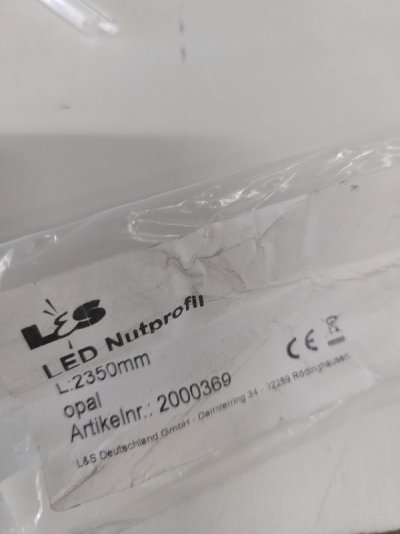 L&S
LED Nutprofil
L:2350mm
opal
Artikelnr.: 2000369
CE
L&S Deutschland GmbH - Daimlerring 34 - 32289 Rödinghausen